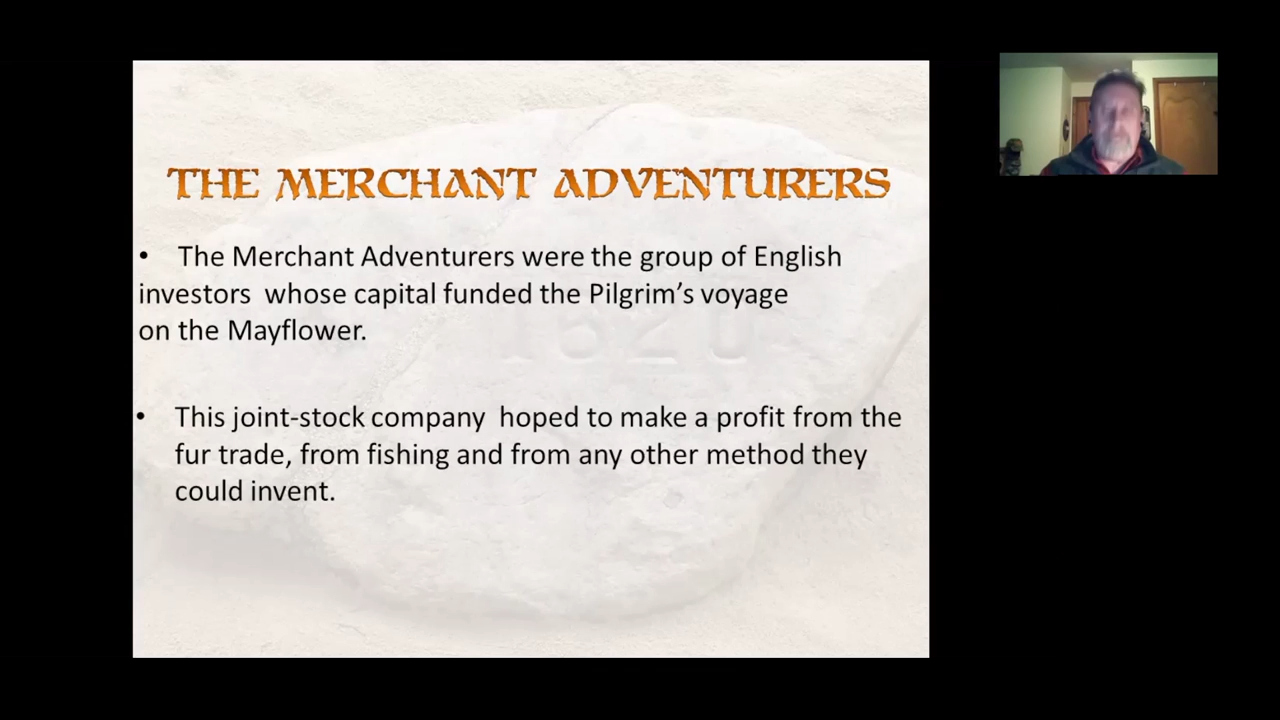 THE MERCHANT ADVENTURERS
• The Merchant Adventurers were the group of English
investors whose capital funded the Pilgrim's voyage
on the Mayflower.
1620
• This joint-stock company hoped to make a profit from the
fur trade, from fishing and from any other method they
could invent.